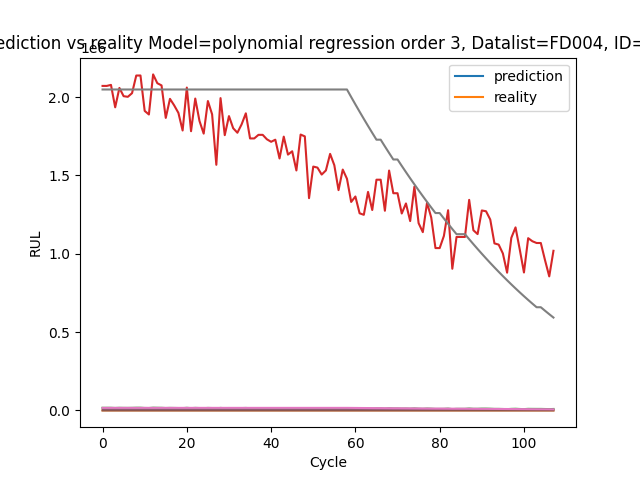 ediction vs reality Model=polynomial regression order 3, Datalist=FD004, ID=
1e6
prediction
reality
2.0
1.5
1.0
0.5
0.0
RUL
0 20 40 60 80 100
Cycle